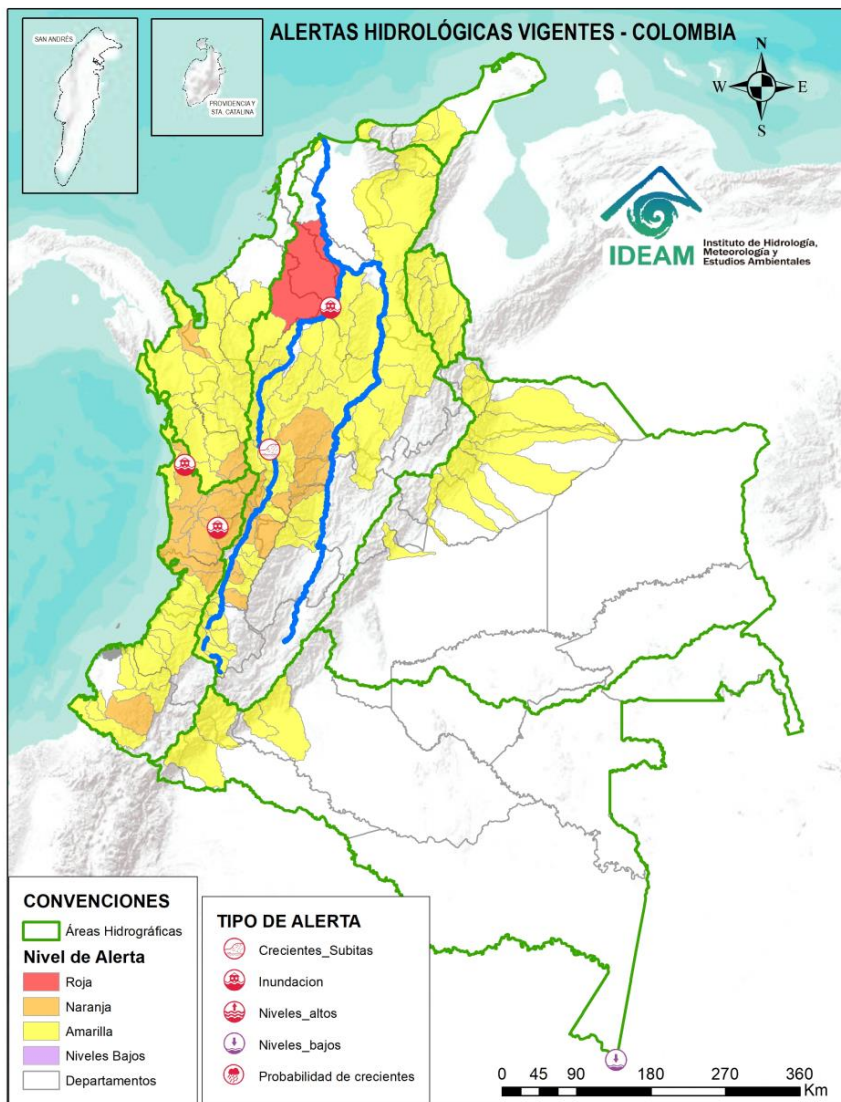 ALERTAS HIDROLÓGICAS VIGENTES - COLOMBIA
SAN ANDRÉS
PROVIDENCIA Y
STA. CATALINA
N
W
E
S
IDEAM
Instituto de Hidrología,
Meteorología y
Estudios Ambientales
CONVENCIONES
Áreas Hidrográficas
Nivel de Alerta
Roja
Naranja
Amarilla
Niveles Bajos
Departamentos
TIPO DE ALERTA
Crecientes_Subitas
Inundacion
Niveles_altos
Niveles_bajos
Probabilidad de crecientes
0 45 90 180 270 360
Km